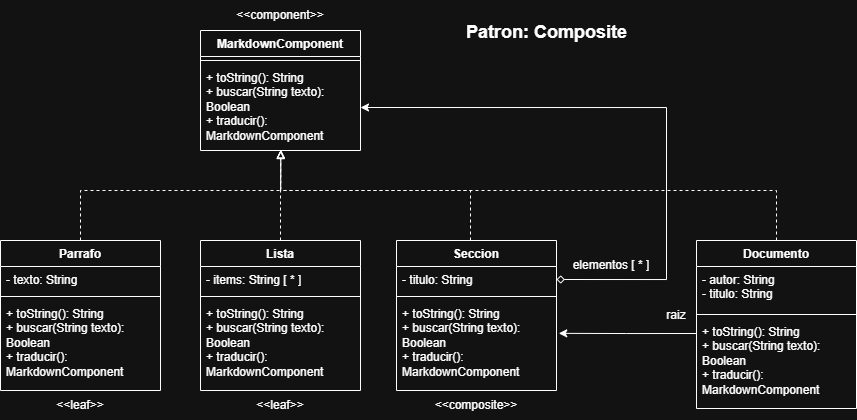 <<component>>
Patron: Composite
MarkdownComponent
+ toString(): String
+ buscar(String texto):
Boolean
+ traducir():
MarkdownComponent
Parrafo
- texto: String
+ toString(): String
+ buscar(String texto):
Boolean
+ traducir():
MarkdownComponent
<<leaf>>
Lista
- items: String [ * ]
+ toString(): String
+ buscar(String texto):
Boolean
+ traducir():
MarkdownComponent
<<leaf>>
Seccion
- titulo: String
+ toString(): String
+ buscar(String texto):
Boolean
+ traducir():
MarkdownComponent
<<composite>>
elementos [ * ]
raiz
Documento
- autor: String
- titulo: String
+ toString(): String
+ buscar(String texto):
Boolean
+ traducir():
MarkdownComponent